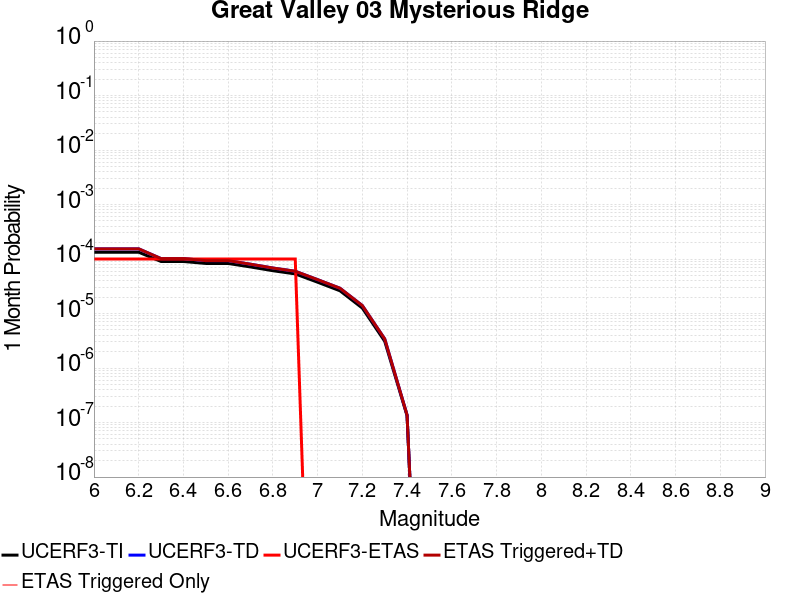 Great Valley 03 Mysterious Ridge
10^0
10^-1
10^-2
10^-3
10^-4
10^-5
10^-6
10^-7
10^-8
1 Month Probability
6 6.2 6.4 6.6 6.8 7 7.2 7.4 7.6 7.8 8 8.2 8.4 8.6 8.8 9
Magnitude
UCERF3-TI UCERF3-TD UCERF3-ETAS ETAS Triggered+TD
ETAS Triggered Only